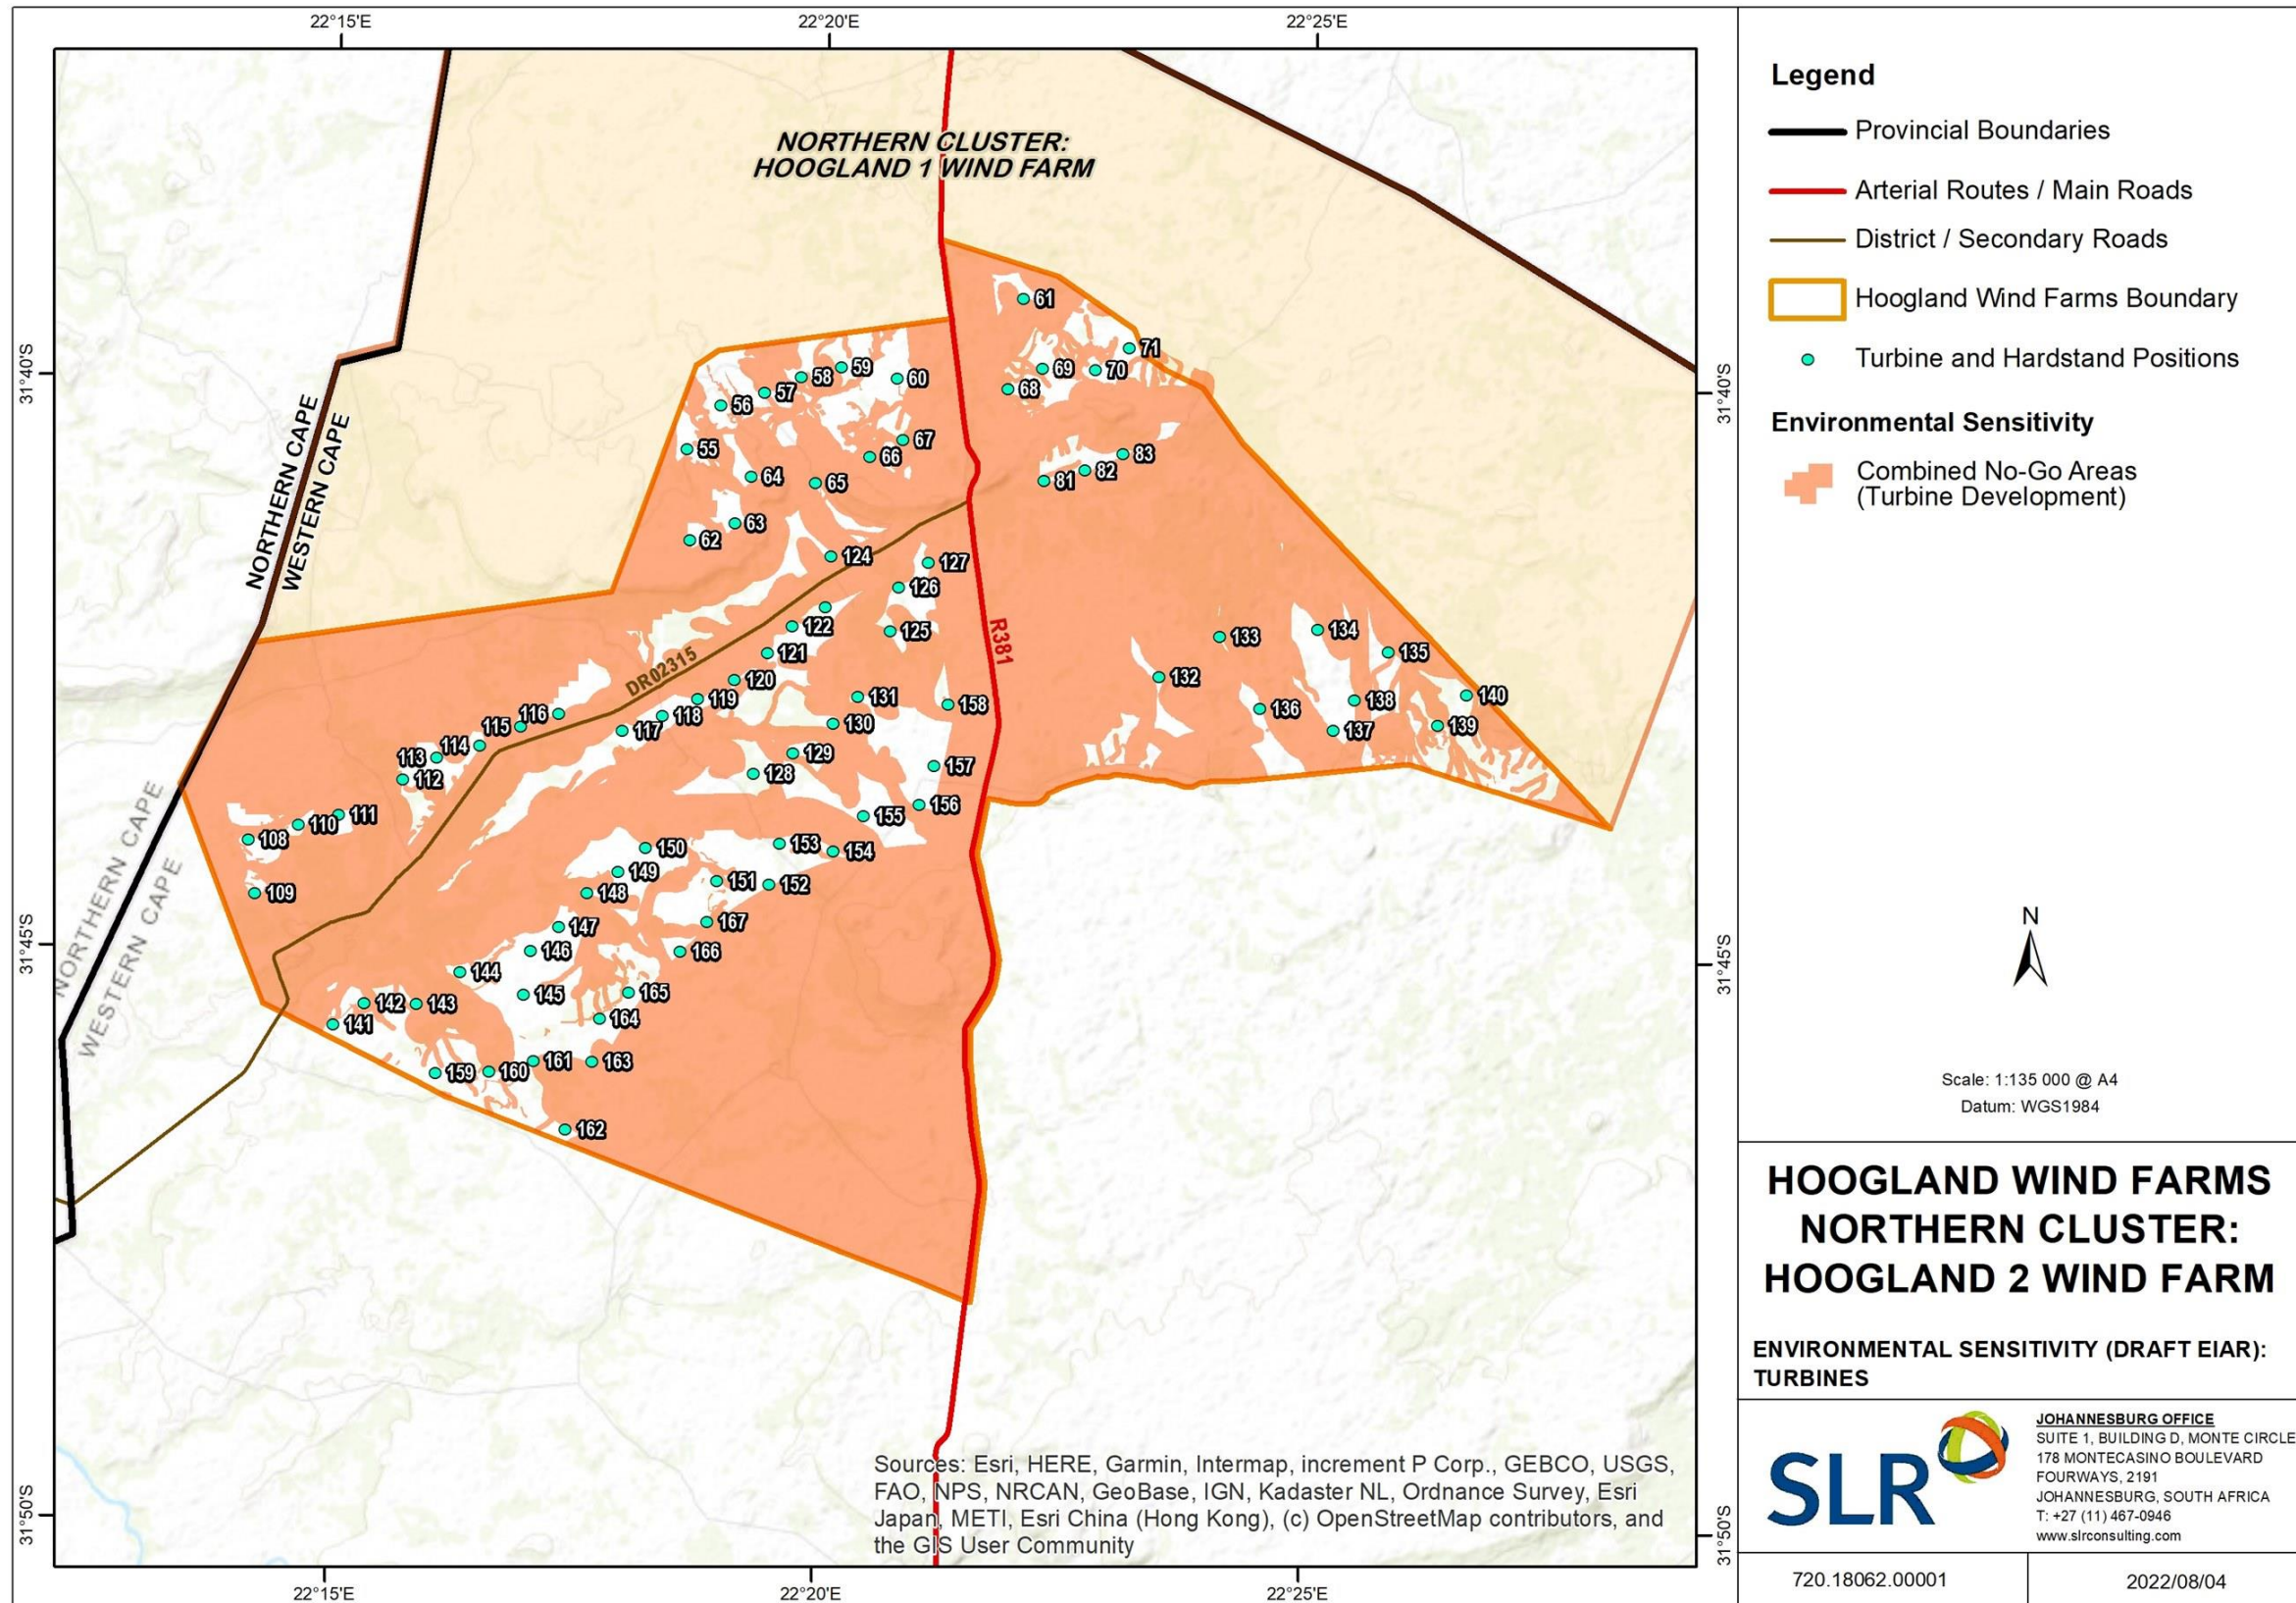 22°15'E
22°20'E
22°25'E
NORTHERN CLUSTER:
HOOGLAND 1 WIND FARM
61
71
59
69
70
58
60
68
57
56
31°40'S
31°40'S
67
55
66
83
64
65
81
82
NORTHERN CAPE
WESTERN CAPE
63
62
124
127
126
122
125
133
134
R381
121
135
132
DR02315
120
119
131
140
158
136
138
116
118
130
115
117
137
139
114
113
129
112
128
157
156
111
155
110
108
153
154
150
NORTHERN CAPE
WESTERN CAPE
149
151
152
109
148
167
147
31°45'S
31°45'S
146
166
144
145
165
142
143
141
164
161
163
159
160
162
31°50'S
31°50'S
Sources: Esri, HERE, Garmin, Intermap, increment P Corp., GEBCO, USGS,
FAO, NPS, NRCAN, GeoBase, IGN, Kadaster NL, Ordnance Survey, Esri
Japan, METI, Esri China (Hong Kong), (c) OpenStreetMap contributors, and
the GIS User Community
22°15'E
22°20'E
22°25'E
Legend
Provincial Boundaries
Arterial Routes / Main Roads
District / Secondary Roads
Hoogland Wind Farms Boundary
Turbine and Hardstand Positions
Environmental Sensitivity
Combined No-Go Areas
(Turbine Development)
N
Scale: 1:135 000 @ A4
Datum: WGS1984
HOOGLAND WIND FARMS
NORTHERN CLUSTER:
HOOGLAND 2 WIND FARM
ENVIRONMENTAL SENSITIVITY (DRAFT EIAR):
TURBINES
SLR
JOHANNESBURG OFFICE
SUITE 1, BUILDING D, MONTE CIRCLE
178 MONTECASINO BOULEVARD
FOURWAYS, 2191
JOHANNESBURG, SOUTH AFRICA
T: +27 (11) 467-0946
www.slrconsulting.com
720.18062.00001
2022/08/04